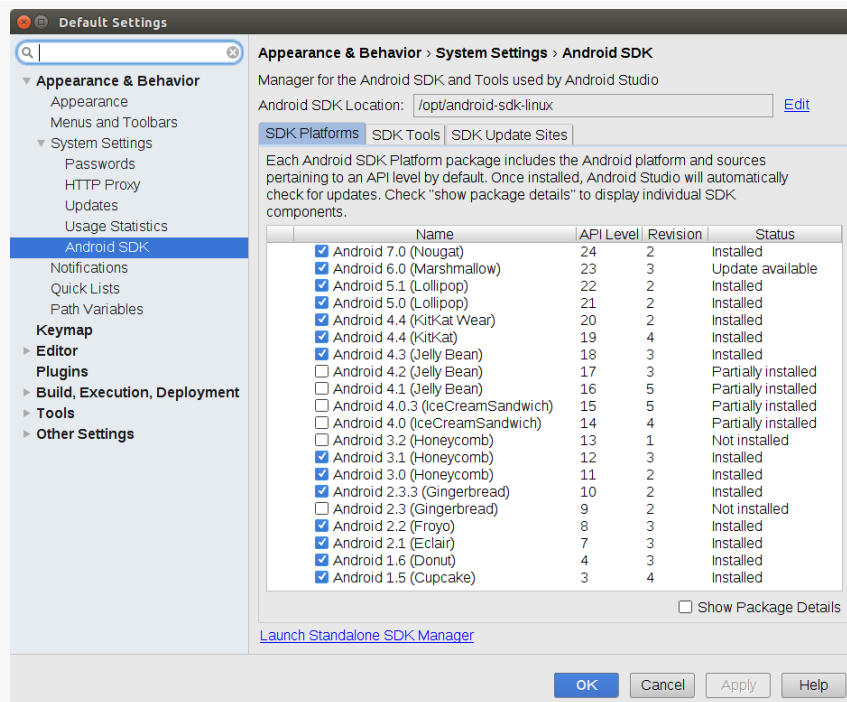 Default Settings
Appearance & Behavior
Appearance
Menus and Toolbars
System Settings
Passwords
HTTP Proxy
Updates
Usage Statistics
Android SDK
Notifications
Quick Lists
Path Variables
Keymap
Editor
Plugins
Build, Execution, Deployment
Tools
Other Settings
Appearance & Behavior › System Settings › Android SDK
Manager for the Android SDK and Tools used by Android Studio
Android SDK Location: /opt/android-sdk-linux Edit
SDK Platforms SDK Tools SDK Update Sites
Each Android SDK Platform package includes the Android platform and sources
pertaining to an API level by default. Once installed, Android Studio will automatically
check for updates. Check "show package details" to display individual SDK
components.
Name API Level Revision Status
Android 7.0 (Nougat) 24 2 Installed
Android 6.0 (Marshmallow) 23 3 Update available
Android 5.1 (Lollipop) 22 2 Installed
Android 5.0 (Lollipop) 21 2 Installed
Android 4.4 (KitKat Wear) 20 2 Installed
Android 4.4 (KitKat) 19 4 Installed
Android 4.3 (Jelly Bean) 18 3 Installed
Android 4.2 (Jelly Bean) 17 3 Partially installed
Android 4.1 (Jelly Bean) 16 5 Partially installed
Android 4.0.3 (IceCreamSandwich) 15 5 Partially installed
Android 4.0 (IceCreamSandwich) 14 4 Partially installed
Android 3.2 (Honeycomb) 13 1 Not installed
Android 3.1 (Honeycomb) 12 3 Installed
Android 3.0 (Honeycomb) 11 2 Installed
Android 2.3.3 (Gingerbread) 10 2 Installed
Android 2.3 (Gingerbread) 9 2 Not installed
Android 2.2 (Froyo) 8 3 Installed
Android 2.1 (Eclair) 7 3 Installed
Android 1.6 (Donut) 4 3 Installed
Android 1.5 (Cupcake) 3 4 Installed
Show Package Details
Launch Standalone SDK Manager
OK Cancel Apply Help